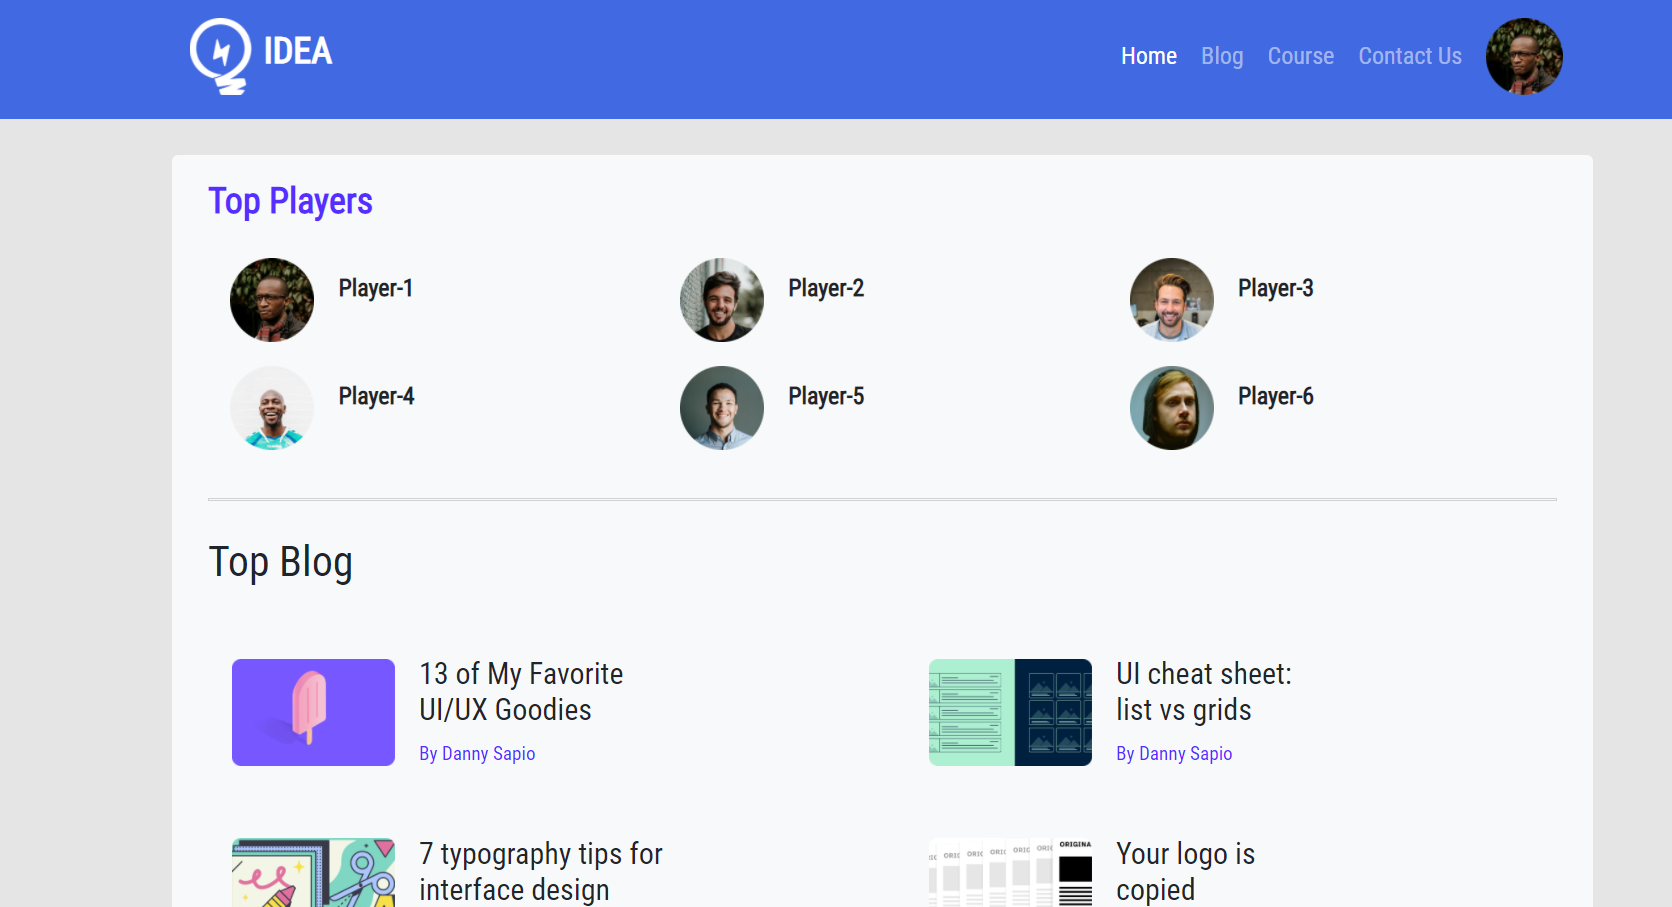 IDEA
Home Blog Course Contact Us
Top Players
Player-1 Player-2 Player-3
Player-4 Player-5 Player-6
Top Blog
13 of My Favorite
UI/UX Goodies
By Danny Sapio
UI cheat sheet:
list vs grids
By Danny Sapio
7 typography tips for
interface design
ORIGINA
Your logo is
copied